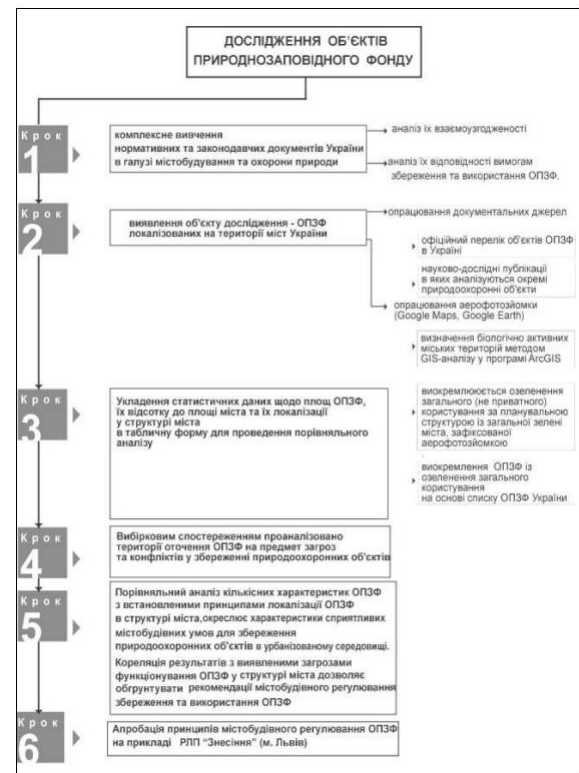 ДОСЛІДЖЕННЯ ОБ’ЄКТІВ
ПРИРОДНОЗАПОВІДНОГО ФОНДУ
Крок
1
комплексне вивчення
нормативних та законодавчих документів України
в галузі містобудування та охорони природи
аналіз їх взаємоузгодженості
аналіз їх відповідності вимогам
збереження та використання ОПЗФ.
Крок
2
виявлення об’єкту дослідження - ОПЗФ
локалізованих на території міст України
опрацювання документальних джерел
офіційний перелік об’єктів ОПЗФ
в Україні
науково-дослідні публікації
в яких аналізуються окремі
природоохоронні об’єкти
опрацювання аерофотозйомки
(Google Maps, Google Earth)
визначення біологічно активних
міських територій методом
GIS-аналізу у програмі ArcGIS
Крок
3
Укладення статистичних даних щодо площ ОПЗФ,
їх відсотку до площі міста та їх локалізації
у структурі міста
в табличну форму для проведення порівняльного
аналізу
виокремлюється озеленення
загального (не приватного)
користування за планувальною
структурою із загальної зелені
міста, зафіксованої
аерофотозйомкою
виокремлення ОПЗФ із
озеленення загального
користування
на основі списку ОПЗФ України
Крок
4
Вибірковим спостереженням проаналізовано
території оточення ОПЗФ на предмет загроз
та конфліктів у збереженні природоохоронних об’єктів
Крок
5
Порівняльний аналіз кількісних характеристик ОПЗФ
з встановленими принципами локалізації ОПЗФ
в структурі міста,окреслює характеристики сприятливих
містобудівних умов для збереження
природоохоронних об’єктів в урбанізованому середовищі.
Кореляція результатів з виявленими загрозами
функціонування ОПЗФ у структурі міста дозволяє
обгрунтувати рекомендації містобудівного регулювання
збереження та використання ОПЗФ
Крок
6
Апробація принципів містобудівного регулювання ОПЗФ
на прикладі РЛП “Знесіння” (м. Львів)